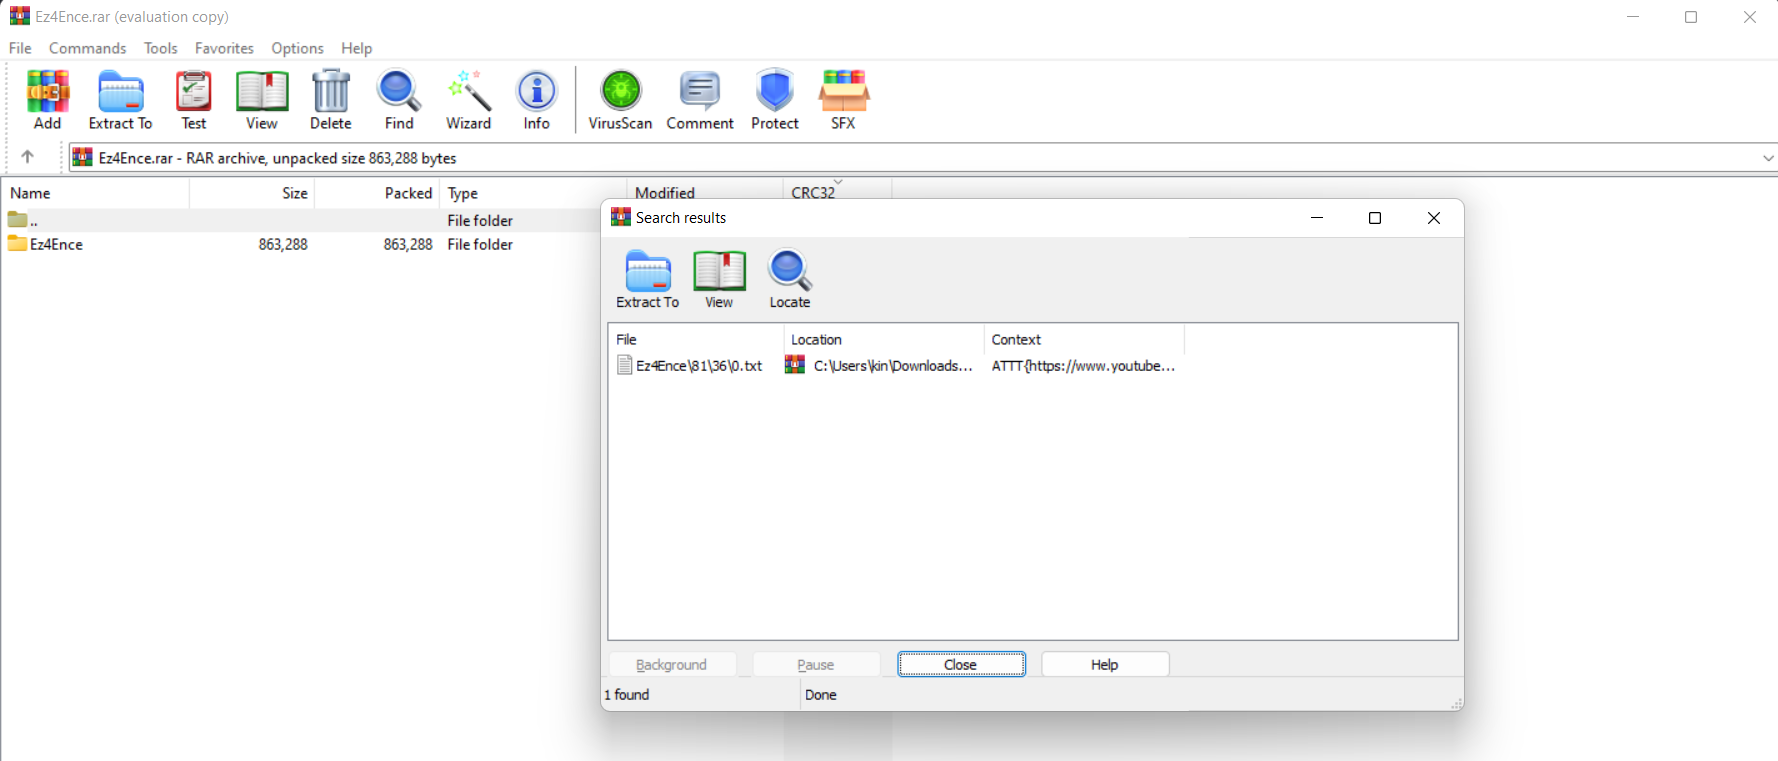 Ez4Ence.rar (evaluation copy)
File Commands Tools Favorites Options Help
Add Extract To Test View Delete Find Wizard Info VirusScan Comment Protect SFX
Ez4Ence.rar - RAR archive, unpacked size 863,288 bytes
Name Size Packed Type Modified CRC32
.. File folder
Ez4Ence 863,288 863,288 File folder
Search results
Extract To View Locate
File Location Context
Ez4Ence\81\36\0.txt C:\Users\kin\Downloads... ATTT{https://www.youtube...
Background Pause Close Help
1 found Done